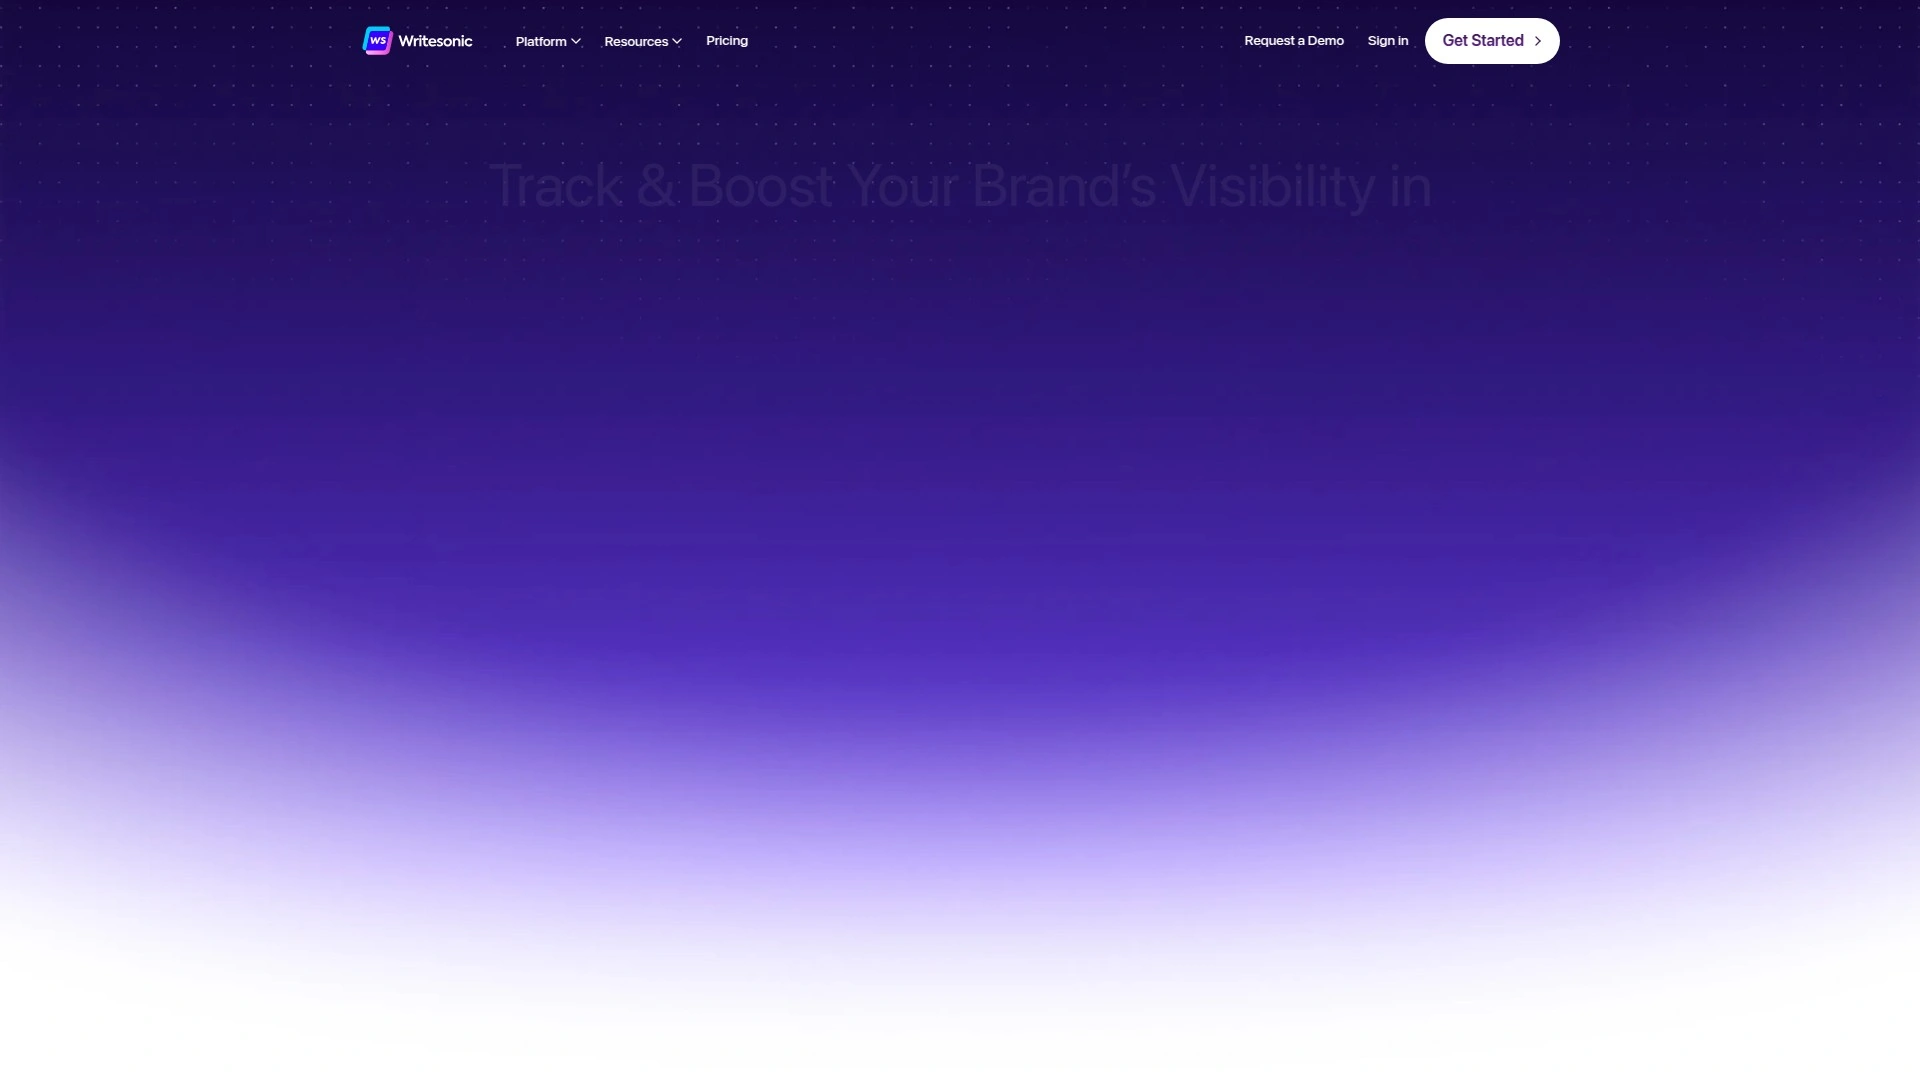 WS Writesonic
Platform
Resources
Pricing
Request a Demo
Sign in
Get Started
Track & Boost Your Brand’s Visibility in